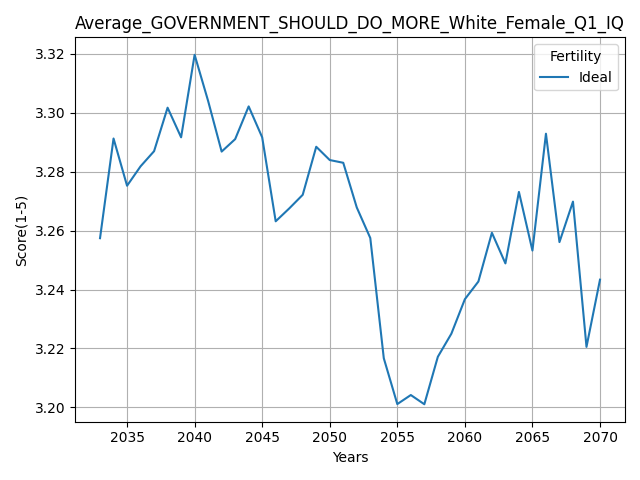 Average_GOVERNMENT_SHOULD_DO_MORE_White_Female_Q1_IQ
Fertility
Ideal
3.32
3.30
3.28
3.26
3.24
3.22
3.20
Score(1-5)
2035 2040 2045 2050 2055 2060 2065 2070
Years